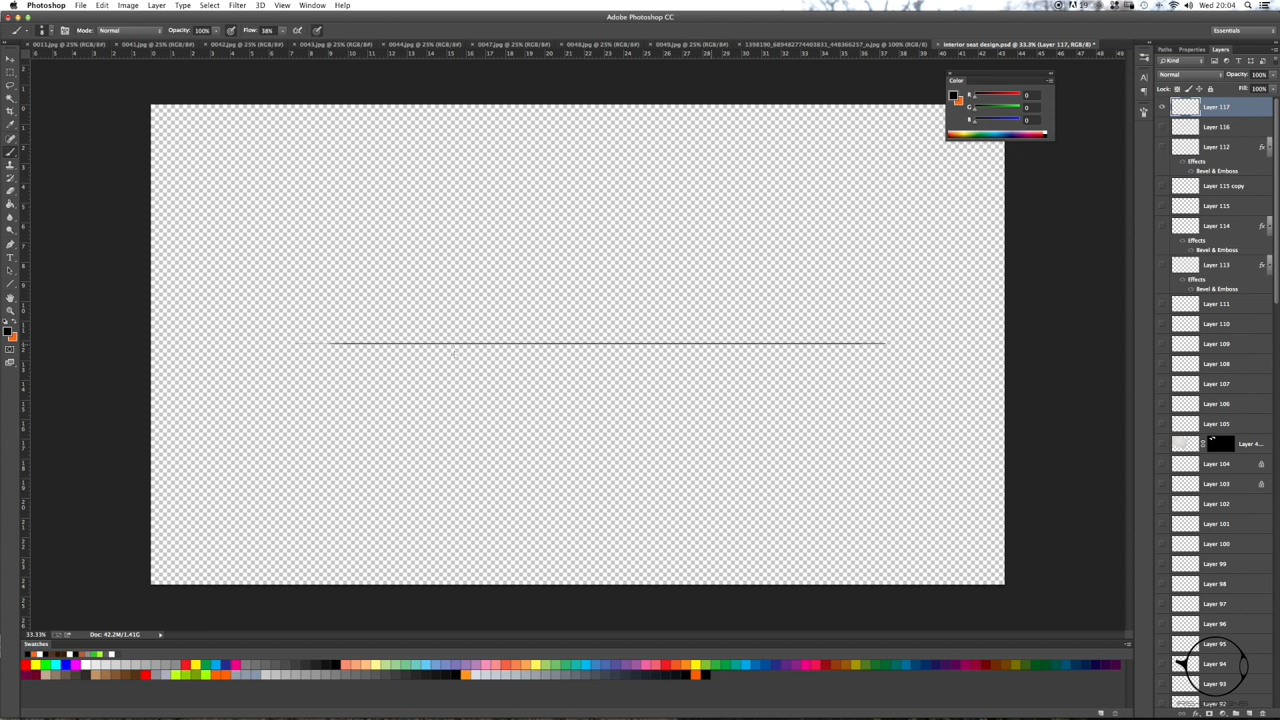 Photoshop File Edit Image Layer Type Select Filter 3D View Window Help 19 Wed 20:04
Adobe Photoshop CC
Mode: Normal Opacity: 100% Flow: 38% Essentials
0011.jpg @ 25% (RGB/8#) 0041.jpg @ 25% (RGB/8#) 0042.jpg @ 25% (RGB/8#) 0043.jpg @ 25% (RGB/8#) 0044.jpg @ 25% (RGB/8#) 0047.jpg @ 25% (RGB/8#) 0048.jpg @ 25% (RGB/8#) 0049.jpg @ 25% (RGB/8#) 1398190_689482774403831_448366257_o.jpg @ 100% (RGB/8#) interior seat design.psd @ 33.3% (Layer 117, RGB/8) *
Paths Properties Layers
Kind
Normal Opacity: 100%
Lock: Fill: 100%
Color
R 0
G 0
B 0
Layer 117
Layer 116
Layer 112 fx
Effects
Bevel & Emboss
Layer 115 copy
Layer 115
Layer 114 fx
Effects
Bevel & Emboss
Layer 113 fx
Effects
Bevel & Emboss
Layer 111
Layer 110
Layer 109
Layer 108
Layer 107
Layer 106
Layer 105
Layer 4...
Layer 104
Layer 103
Layer 102
Layer 101
Layer 100
Layer 99
Layer 98
Layer 97
Layer 96
Layer 95
Layer 94
Layer 93
Layer 92
33.33% Doc: 42.2M/1.41G
Swatches